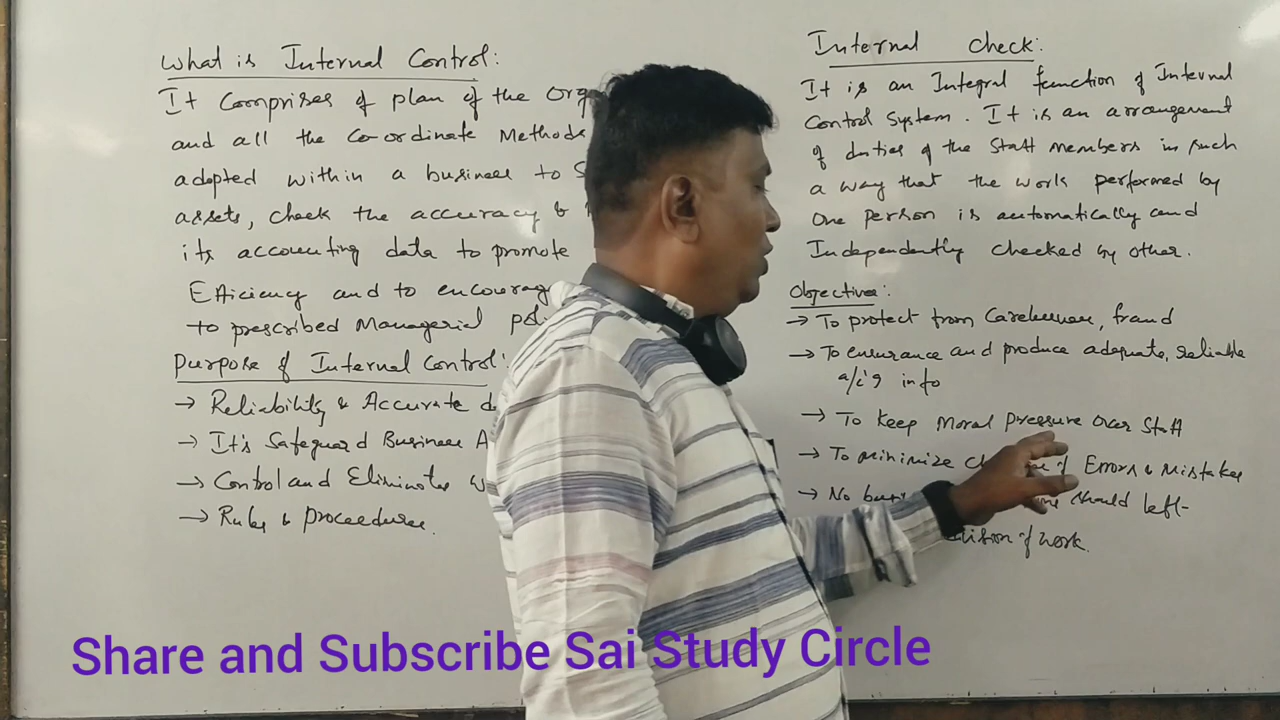 What is Internal Control:
It comprises of plan of the
and all the co-ordinate Methods
adopted within a business to
assets, check the accuracy &
its accounting data to promote
Efficiency and to
to prescribed Managerial
Purpose of Internal Control:
→ Reliability & Accurate
→ It's Safeguard Business
→ Control and Eliminates
→ Rules & procedures.
Internal check:
It is an Integral function of Internal
Control System. It is an arrangement
of duties of the Staff members in such
a way that the work performed by
one person is automatically and
Independently checked by other.
Objectives:
→ To protect from Carelessness, fraud
→ To ensurance and produce adequate, reliable
a/c'g info
→ To keep Moral pressure over Staff
→ To minimize of Errors & mistakes
→ No should left
of work.
Share and Subscribe Sai Study Circle